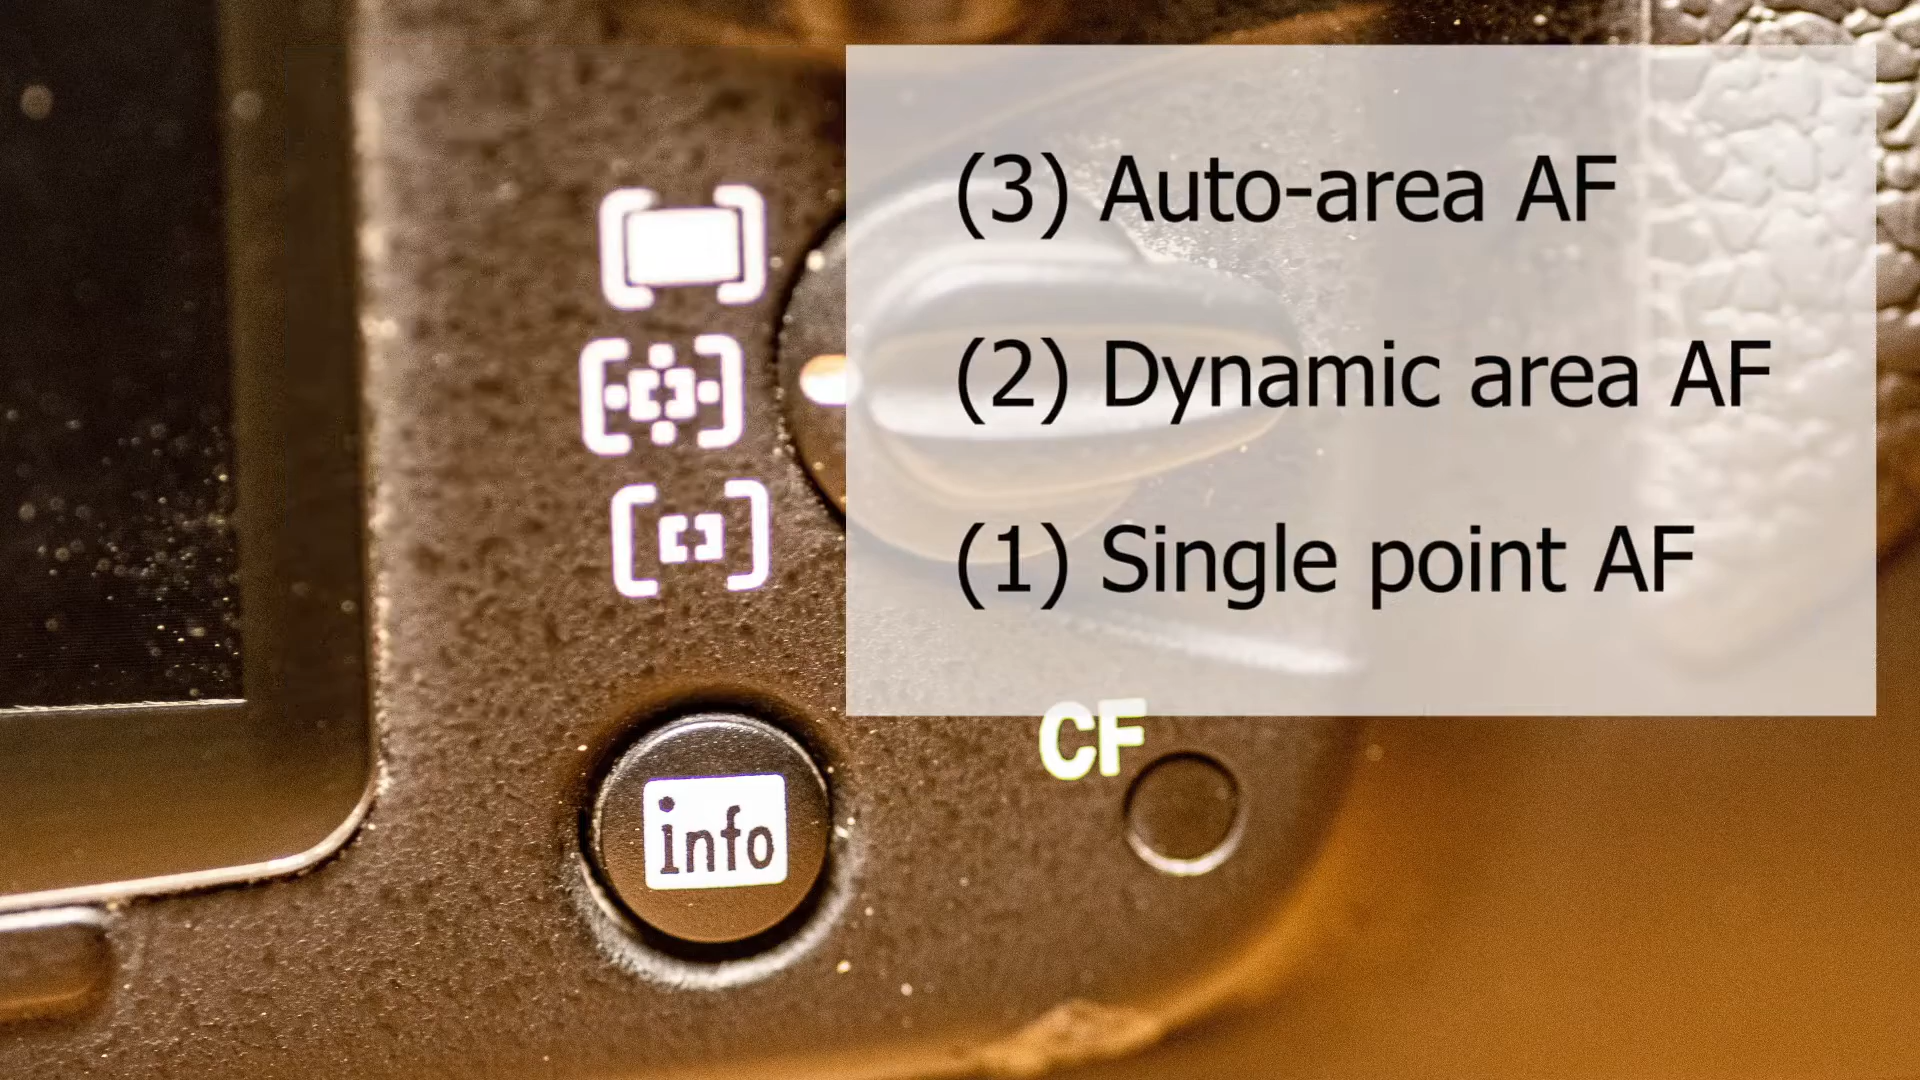 (3) Auto-area AF
(2) Dynamic area AF
(1) Single point AF
CF
info